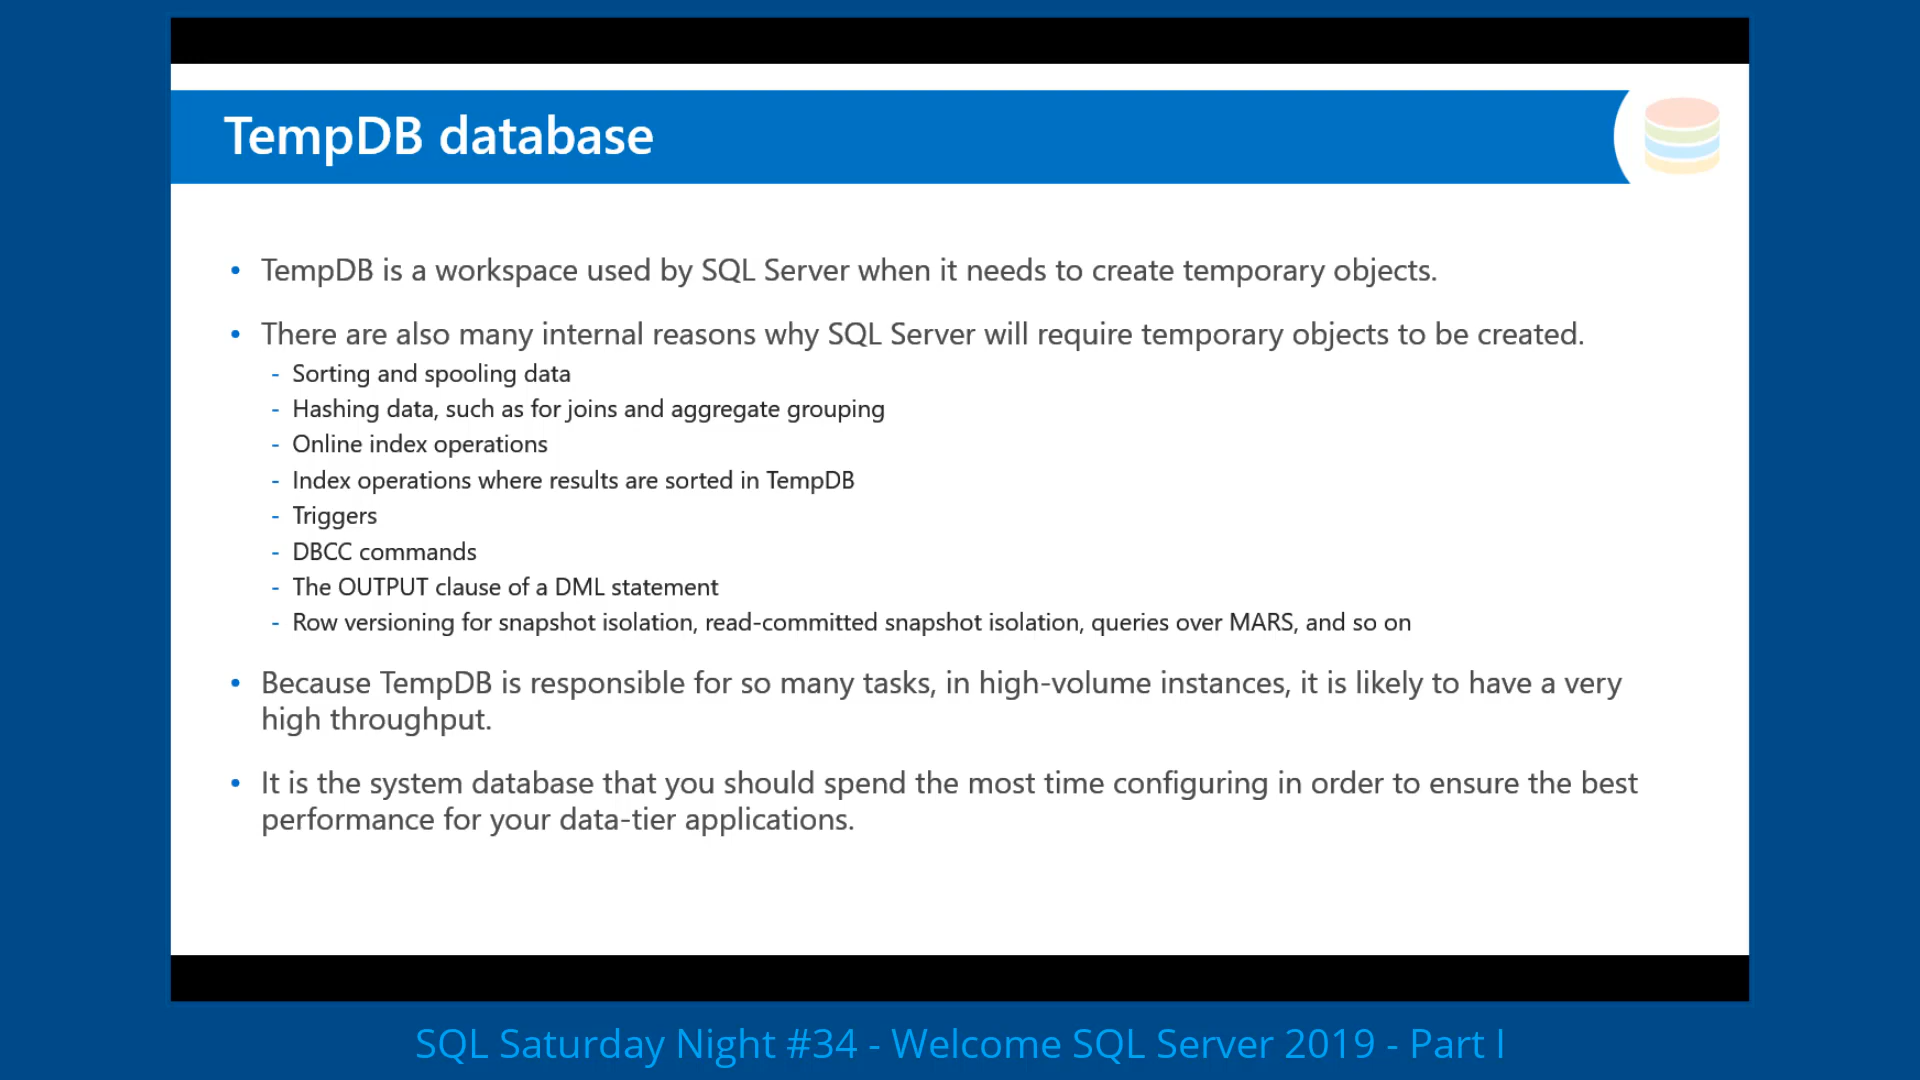 TempDB database
• TempDB is a workspace used by SQL Server when it needs to create temporary objects.
• There are also many internal reasons why SQL Server will require temporary objects to be created.
- Sorting and spooling data
- Hashing data, such as for joins and aggregate grouping
- Online index operations
- Index operations where results are sorted in TempDB
- Triggers
- DBCC commands
- The OUTPUT clause of a DML statement
- Row versioning for snapshot isolation, read-committed snapshot isolation, queries over MARS, and so on
• Because TempDB is responsible for so many tasks, in high-volume instances, it is likely to have a very
high throughput.
• It is the system database that you should spend the most time configuring in order to ensure the best
performance for your data-tier applications.
SQL Saturday Night #34 - Welcome SQL Server 2019 - Part I